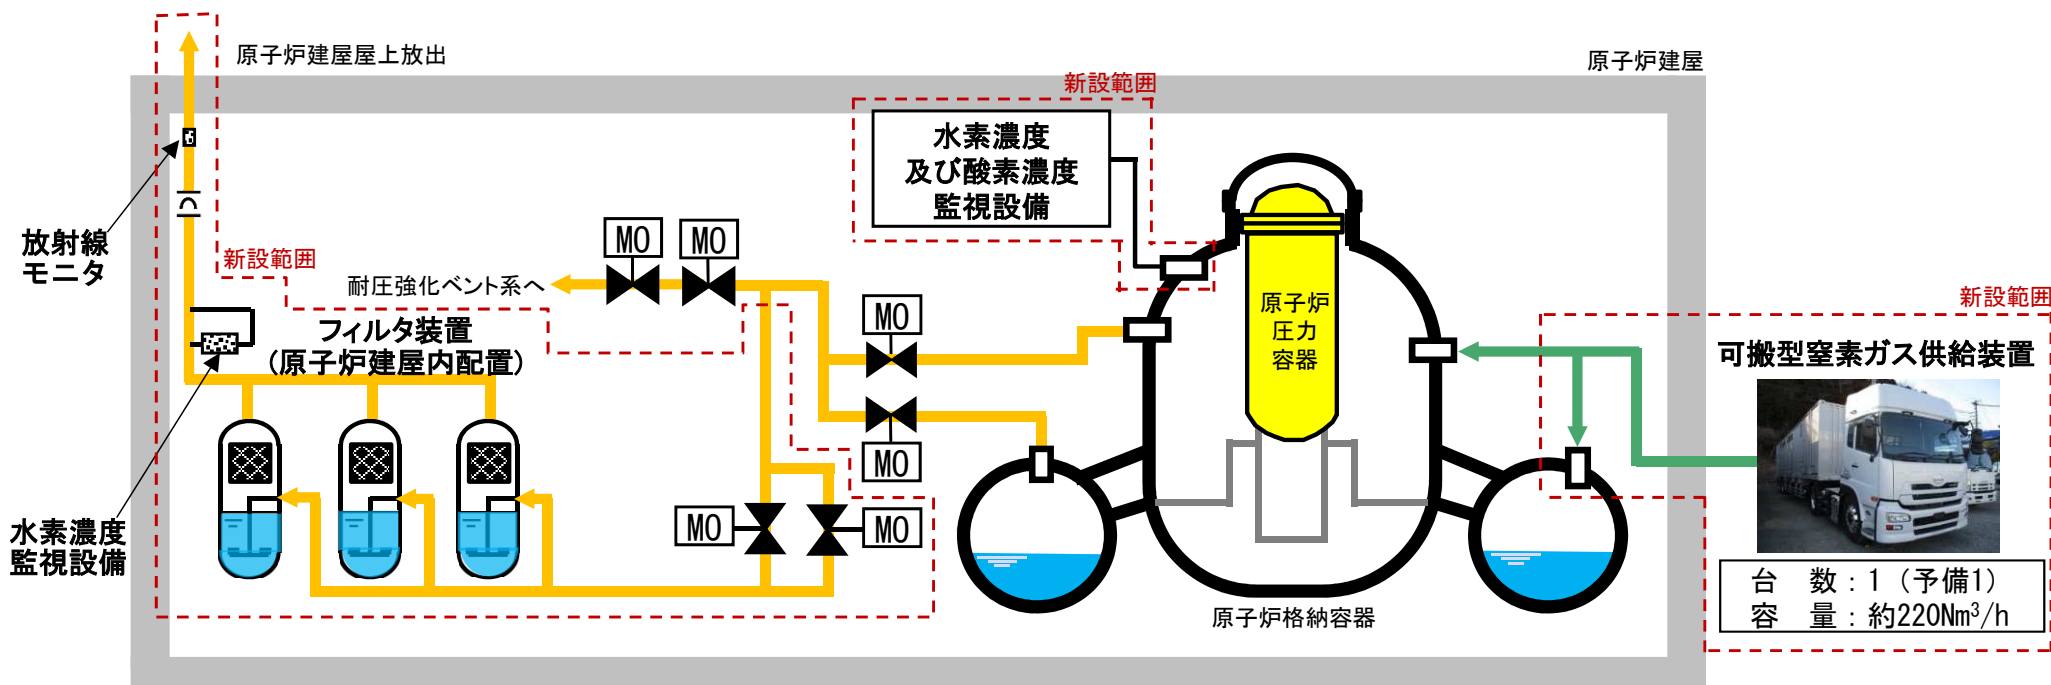 原子炉建屋屋上放出
原子炉建屋
新設範囲
水素濃度
及び酸素濃度
監視設備
放射線
モニタ
新設範囲
MO
MO
耐圧強化ベント系へ
MO
フィルタ装置
(原子炉建屋内配置)
原子炉
圧力
容器
新設範囲
可搬型窒素ガス供給装置
MO
MO
MO
水素濃度
監視設備
原子炉格納容器
台　数：1（予備1）
容　量：約220Nm³/h